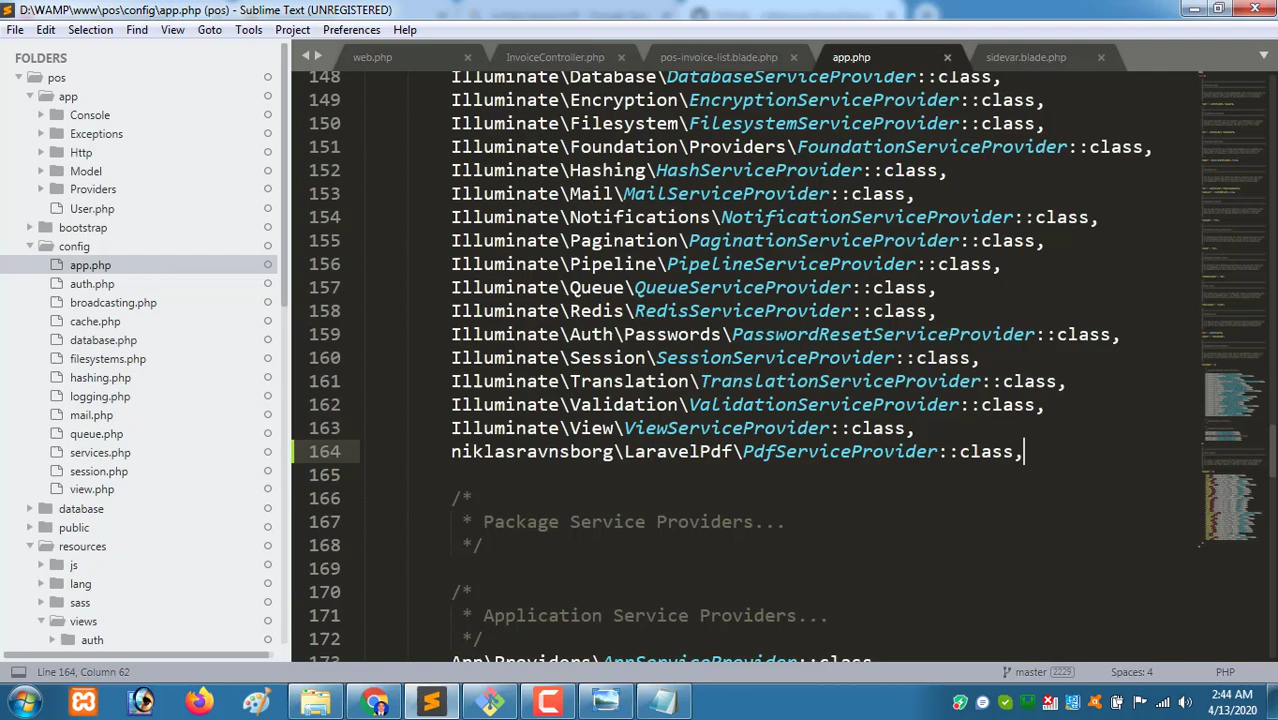 D:\WAMP\www\pos\config\app.php (pos) - Sublime Text (UNREGISTERED)
File Edit Selection Find View Goto Tools Project Preferences Help
FOLDERS
pos
app
Console
Exceptions
Http
Model
Providers
User.php
bootstrap
config
app.php
auth.php
broadcasting.php
cache.php
database.php
filesystems.php
hashing.php
logging.php
mail.php
queue.php
services.php
session.php
view.php
database
public
resources
js
lang
sass
views
auth
web.php InvoiceController.php pos-invoice-list.blade.php app.php sidevar.blade.php
148 Illuminate\Database\DatabaseServiceProvider::class,
149 Illuminate\Encryption\EncryptionServiceProvider::class,
150 Illuminate\Filesystem\FilesystemServiceProvider::class,
151 Illuminate\Foundation\Providers\FoundationServiceProvider::class,
152 Illuminate\Hashing\HashServiceProvider::class,
153 Illuminate\Mail\MailServiceProvider::class,
154 Illuminate\Notifications\NotificationServiceProvider::class,
155 Illuminate\Pagination\PaginationServiceProvider::class,
156 Illuminate\Pipeline\PipelineServiceProvider::class,
157 Illuminate\Queue\QueueServiceProvider::class,
158 Illuminate\Redis\RedisServiceProvider::class,
159 Illuminate\Auth\Passwords\PasswordResetServiceProvider::class,
160 Illuminate\Session\SessionServiceProvider::class,
161 Illuminate\Translation\TranslationServiceProvider::class,
162 Illuminate\Validation\ValidationServiceProvider::class,
163 Illuminate\View\ViewServiceProvider::class,
164 niklasravnsborg\LaravelPdf\PdfServiceProvider::class,
165
166 /*
167 * Package Service Providers...
168 */
169
170 /*
171 * Application Service Providers...
172 */
173 App\Providers\AppServiceProvider::class
Line 164, Column 62 master 2225 Spaces: 4 PHP
2:44 AM
4/13/2020